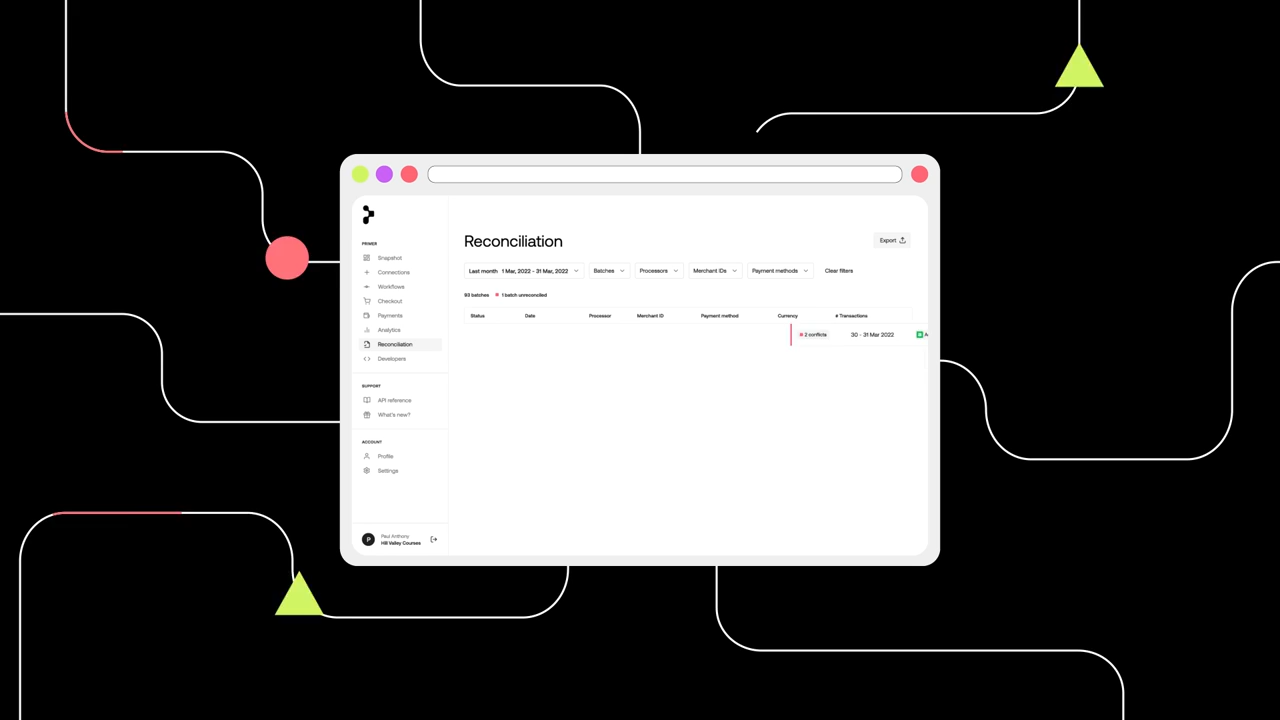 Reconciliation
Export
Last month 1 Mar, 2022 - 31 Mar, 2022 Batches Processors Merchant IDs Payment methods Clear filters
93 batches 1 batch unreconciled
Status Date Processor Merchant ID Payment method Currency # Transactions
2 conflicts 30 - 31 Mar 2022
PRIMER
Snapshot
Connections
Workflows
Checkout
Payments
Analytics
Reconciliation
Developers
SUPPORT
API reference
What's new?
ACCOUNT
Profile
Settings
P
Paul Anthony
Hill Valley Courses